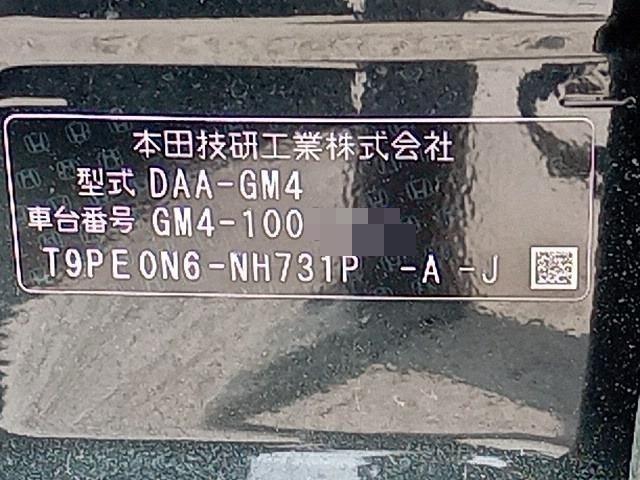 本田技研工業株式会社
型式 DAA-GM4
車台番号 GM4-100
T9PE0N6-NH731P -A -J